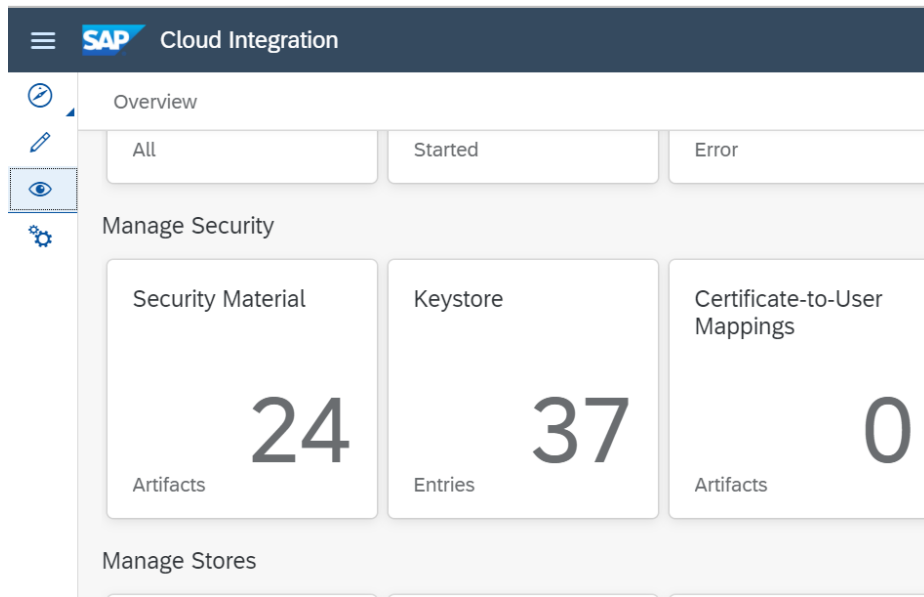 SAP Cloud Integration
Overview
All
Started
Error
Manage Security
Security Material
Keystore
Certificate-to-User
Mappings
24
37
0
Artifacts
Entries
Artifacts
Manage Stores